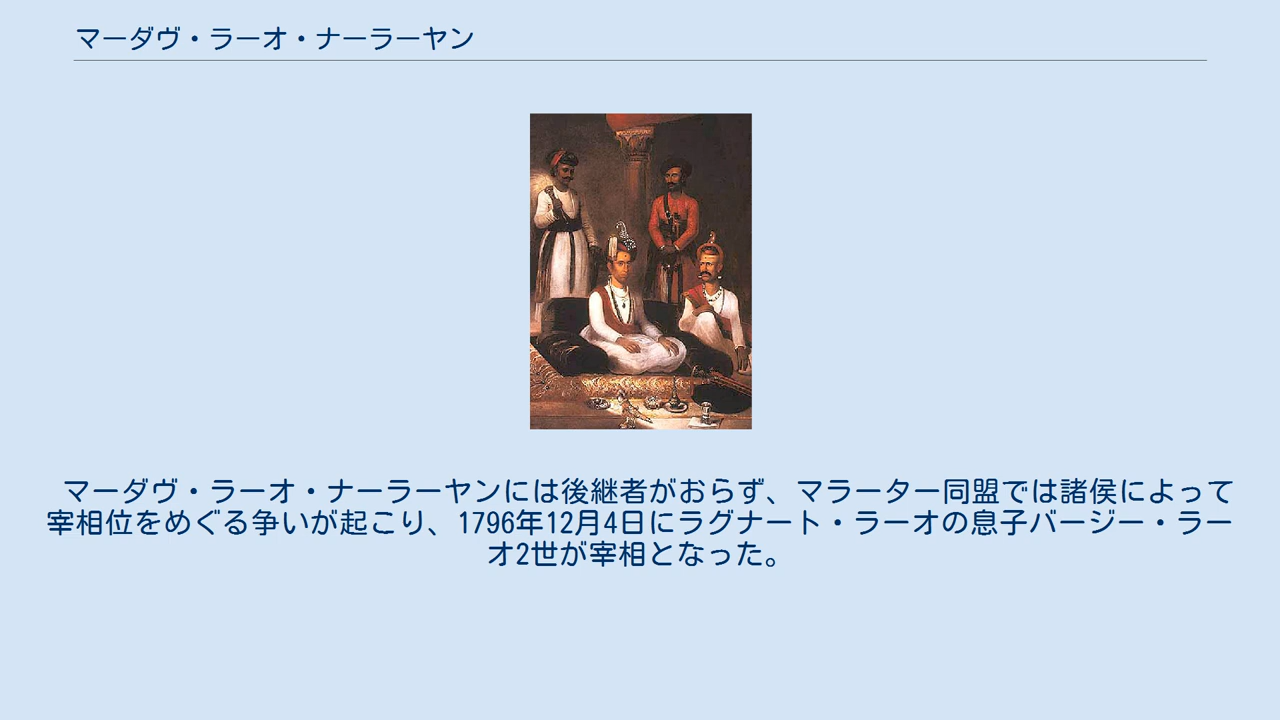 マーダヴ・ラーオ・ナーラーヤン
マーダヴ・ラーオ・ナーラーヤンには後継者がおらず、マラーター同盟では諸侯によって
宰相位をめぐる争いが起こり、1796年12月4日にラグナート・ラーオの息子バージー・ラー
オ2世が宰相となった。